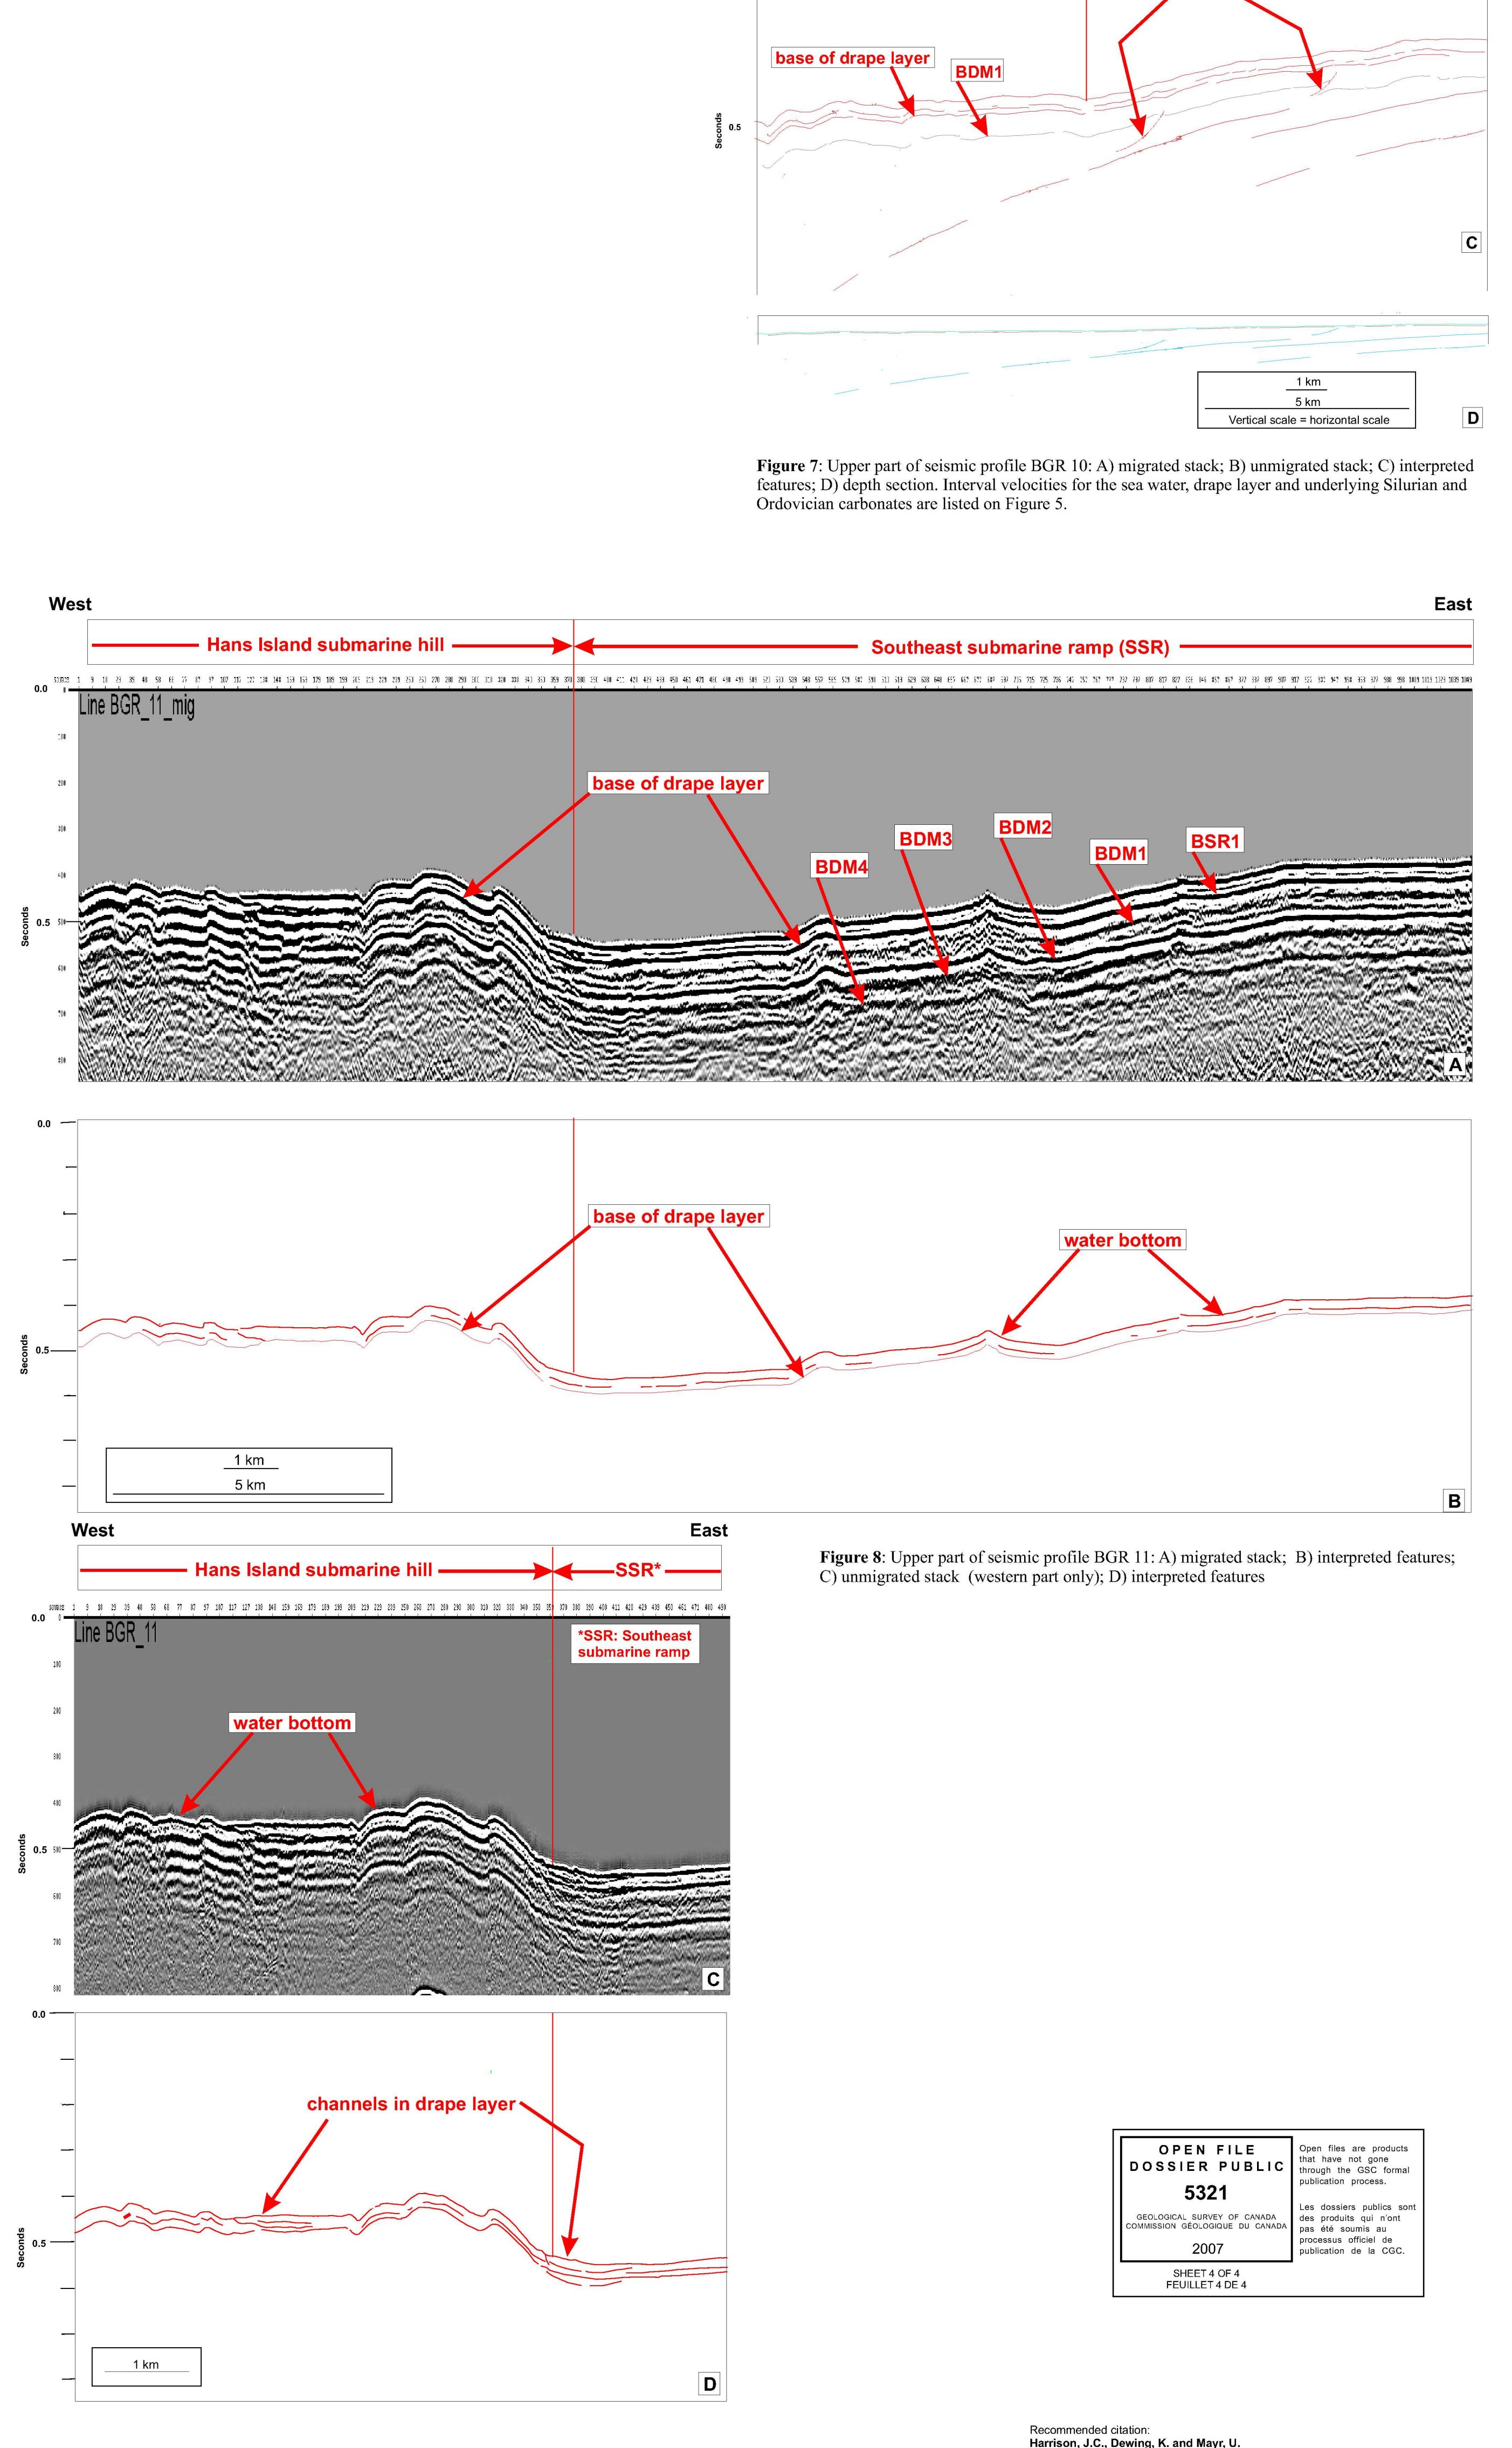 base of drape layer
BDM1
Seconds
0.5
C
1 km
5 km
Vertical scale = horizontal scale
D
Figure 7: Upper part of seismic profile BGR 10: A) migrated stack; B) unmigrated stack; C) interpreted
features; D) depth section. Interval velocities for the sea water, drape layer and underlying Silurian and
Ordovician carbonates are listed on Figure 5.
West
East
Hans Island submarine hill
Southeast submarine ramp (SSR)
0.0
Line BGR_11_mig
base of drape layer
BDM4
BDM3
BDM2
BDM1
BSR1
Seconds
0.5
A
0.0
base of drape layer
water bottom
Seconds
0.5
1 km
5 km
B
West
East
Hans Island submarine hill
SSR*
Figure 8: Upper part of seismic profile BGR 11: A) migrated stack; B) interpreted features;
C) unmigrated stack (western part only); D) interpreted features
0.0
Line BGR_11
*SSR: Southeast
submarine ramp
water bottom
Seconds
0.5
C
0.0
channels in drape layer
Seconds
0.5
1 km
D
OPEN FILE
DOSSIER PUBLIC
5321
GEOLOGICAL SURVEY OF CANADA
COMMISSION GÉOLOGIQUE DU CANADA
2007
SHEET 4 OF 4
FEUILLET 4 DE 4
Open files are products
that have not gone
through the GSC formal
publication process.
Les dossiers publics sont
des produits qui n'ont
pas été soumis au
processus officiel de
publication de la CGC.
Recommended citation:
Harrison, J.C., Dewing, K. and Mayr, U.